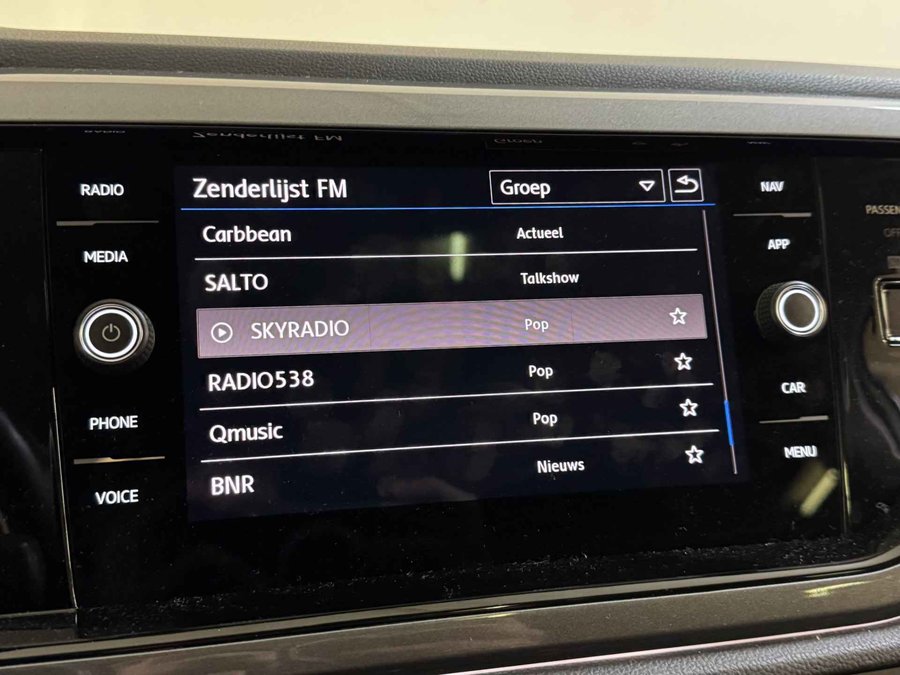 RADIO
MEDIA
PHONE
VOICE
Zenderlijst FM
Groep
Carbbean Actueel
SALTO Talkshow
SKYRADIO Pop
RADIO538 Pop
Qmusic Pop
BNR Nieuws
NAV
APP
CAR
MENU